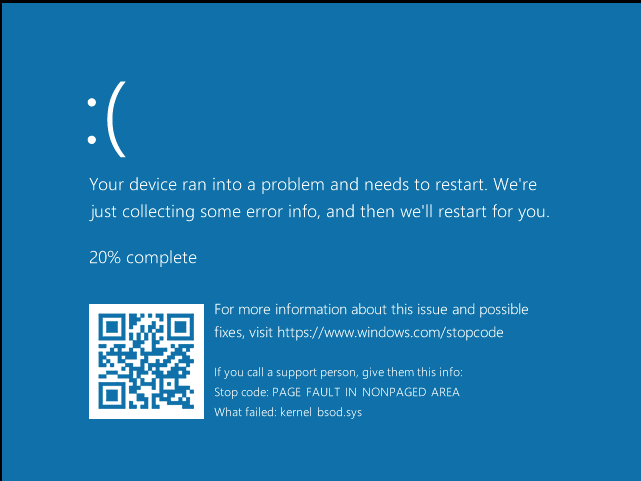 :(
Your device ran into a problem and needs to restart. We're
just collecting some error info, and then we'll restart for you.
20% complete
For more information about this issue and possible
fixes, visit https://www.windows.com/stopcode
If you call a support person, give them this info:
Stop code: PAGE FAULT IN NONPAGED AREA
What failed: kernel bsod.sys